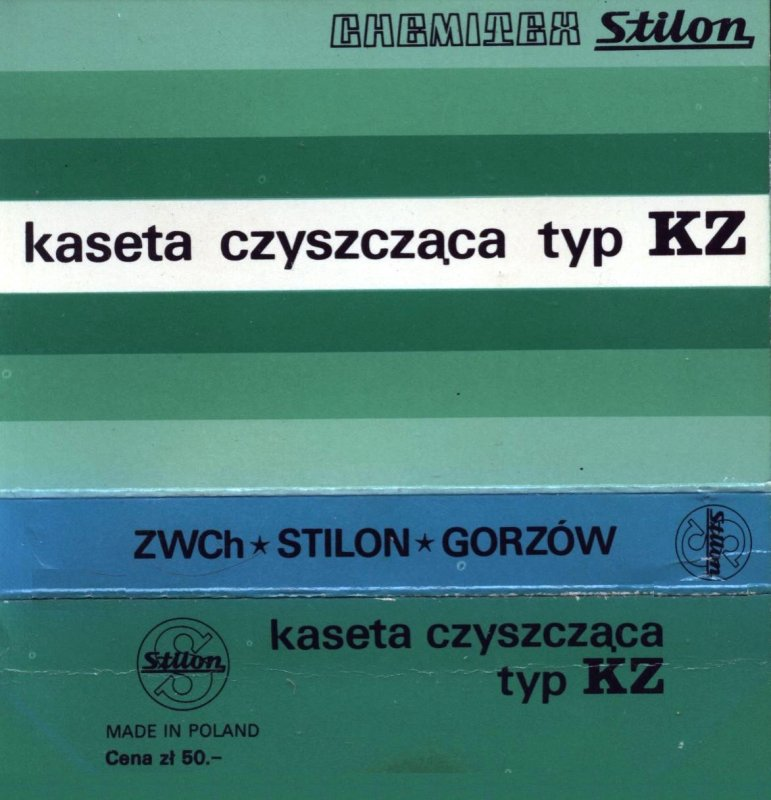 CHEMITEX Stilon
kaseta czyszcząca typ KZ
ZWCh ★ STILON ★ GORZÓW
Stilon
kaseta czyszcząca
typ KZ
Stilon
MADE IN POLAND
Cena zł 50.–